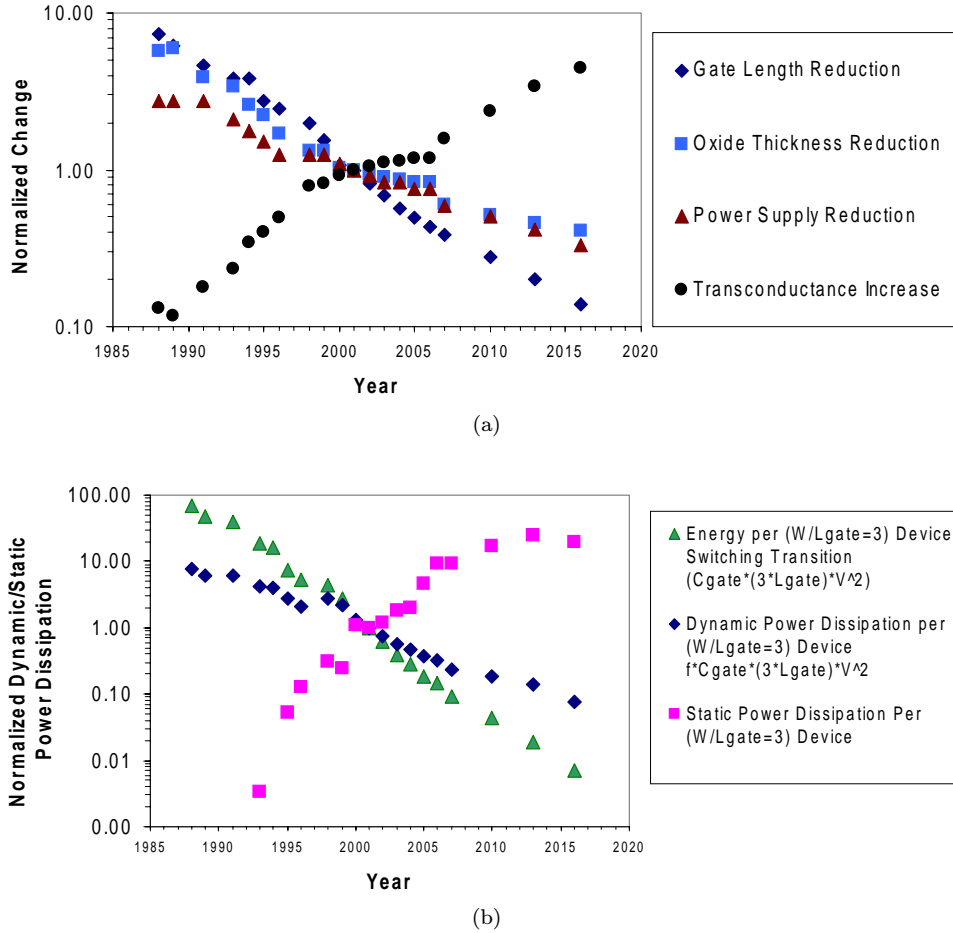 10.00
1.00
0.10
Normalized Change
1985 1990 1995 2000 2005 2010 2015 2020
Year
Gate Length Reduction
Oxide Thickness Reduction
Power Supply Reduction
Transconductance Increase
(a)
100.00
10.00
1.00
0.10
0.01
0.00
Normalized Dynamic/Static
Power Dissipation
1985 1990 1995 2000 2005 2010 2015 2020
Year
Energy per (W/Lgate=3) Device
Switching Transition
(Cgate*(3*Lgate)*V^2)
Dynamic Power Dissipation per
(W/Lgate=3) Device
f*Cgate*(3*Lgate)*V^2
Static Power Dissipation Per
(W/Lgate=3) Device
(b)